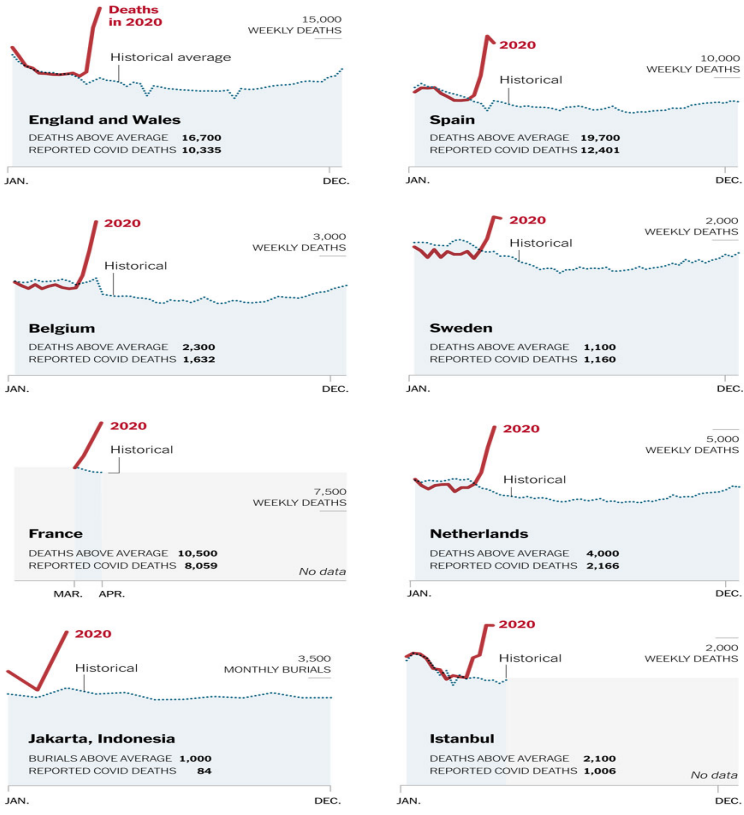 Deaths
in 2020
15,000
WEEKLY DEATHS
Historical average
England and Wales
DEATHS ABOVE AVERAGE 16,700
REPORTED COVID DEATHS 10,335
JAN.
DEC.
2020
10,000
WEEKLY DEATHS
Historical
Spain
DEATHS ABOVE AVERAGE 19,700
REPORTED COVID DEATHS 12,401
JAN.
DEC.
2020
3,000
WEEKLY DEATHS
Historical
Belgium
DEATHS ABOVE AVERAGE 2,300
REPORTED COVID DEATHS 1,632
JAN.
DEC.
2020
2,000
WEEKLY DEATHS
Historical
Sweden
DEATHS ABOVE AVERAGE 1,100
REPORTED COVID DEATHS 1,160
JAN.
DEC.
2020
Historical
7,500
WEEKLY DEATHS
France
DEATHS ABOVE AVERAGE 10,500
REPORTED COVID DEATHS 8,059
No data
MAR. APR.
2020
5,000
WEEKLY DEATHS
Historical
Netherlands
DEATHS ABOVE AVERAGE 4,000
REPORTED COVID DEATHS 2,166
JAN.
DEC.
2020
3,500
MONTHLY BURIALS
Historical
Jakarta, Indonesia
BURIALS ABOVE AVERAGE 1,000
REPORTED COVID DEATHS 84
JAN.
DEC.
2020
2,000
WEEKLY DEATHS
Historical
Istanbul
DEATHS ABOVE AVERAGE 2,100
REPORTED COVID DEATHS 1,006
No data
JAN.
DEC.